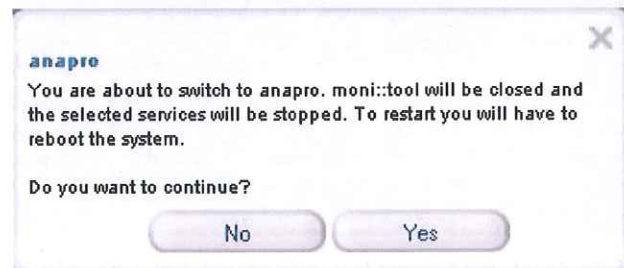 anapro
You are about to switch to anapro. moni::tool will be closed and
the selected services will be stopped. To restart you will have to
reboot the system.
Do you want to continue?
No Yes